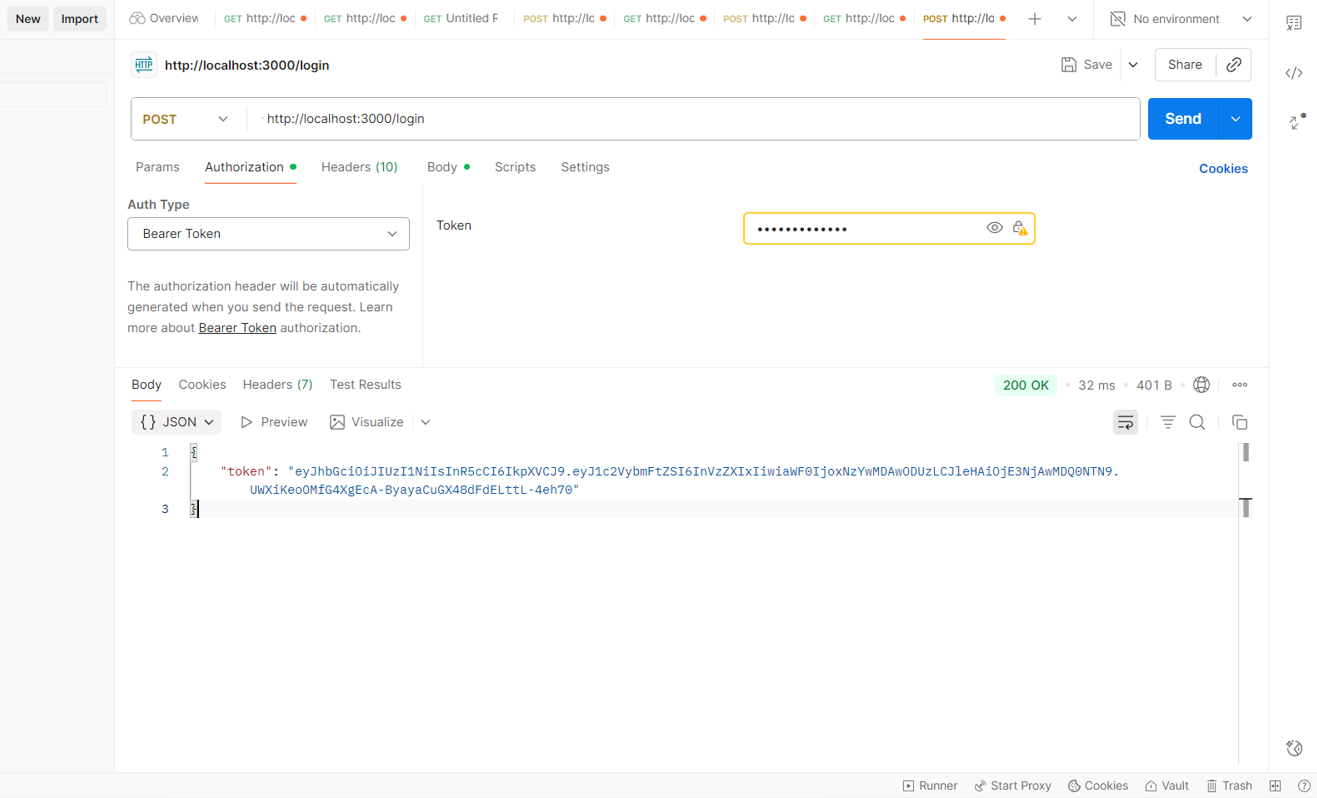 New Import Overview GET http://loc GET http://loc GET Untitled R POST http://loc GET http://loc POST http://loc GET http://loc POST http://lo No environment
HTTP http://localhost:3000/login Save Share
POST http://localhost:3000/login Send
Params Authorization Headers (10) Body Scripts Settings Cookies
Auth Type
Bearer Token
Token •••••••••••••
The authorization header will be automatically
generated when you send the request. Learn
more about Bearer Token authorization.
Body Cookies Headers (7) Test Results 200 OK 32 ms 401 B
{} JSON Preview Visualize
1 {
2 "token": "eyJhbGciOiJIUzI1NiIsInR5cCI6IkpXVCJ9.eyJ1c2VybmFtZSI6InVzZXIxIiwiaWF0IjoxNzYwMDAwODUzLCJleHAiOjE3NjAwMDQ0NTN9.
UWXiKeoOMfG4XgEcA-ByayaCuGX48dFdELttL-4eh70"
3 }
Runner Start Proxy Cookies Vault Trash